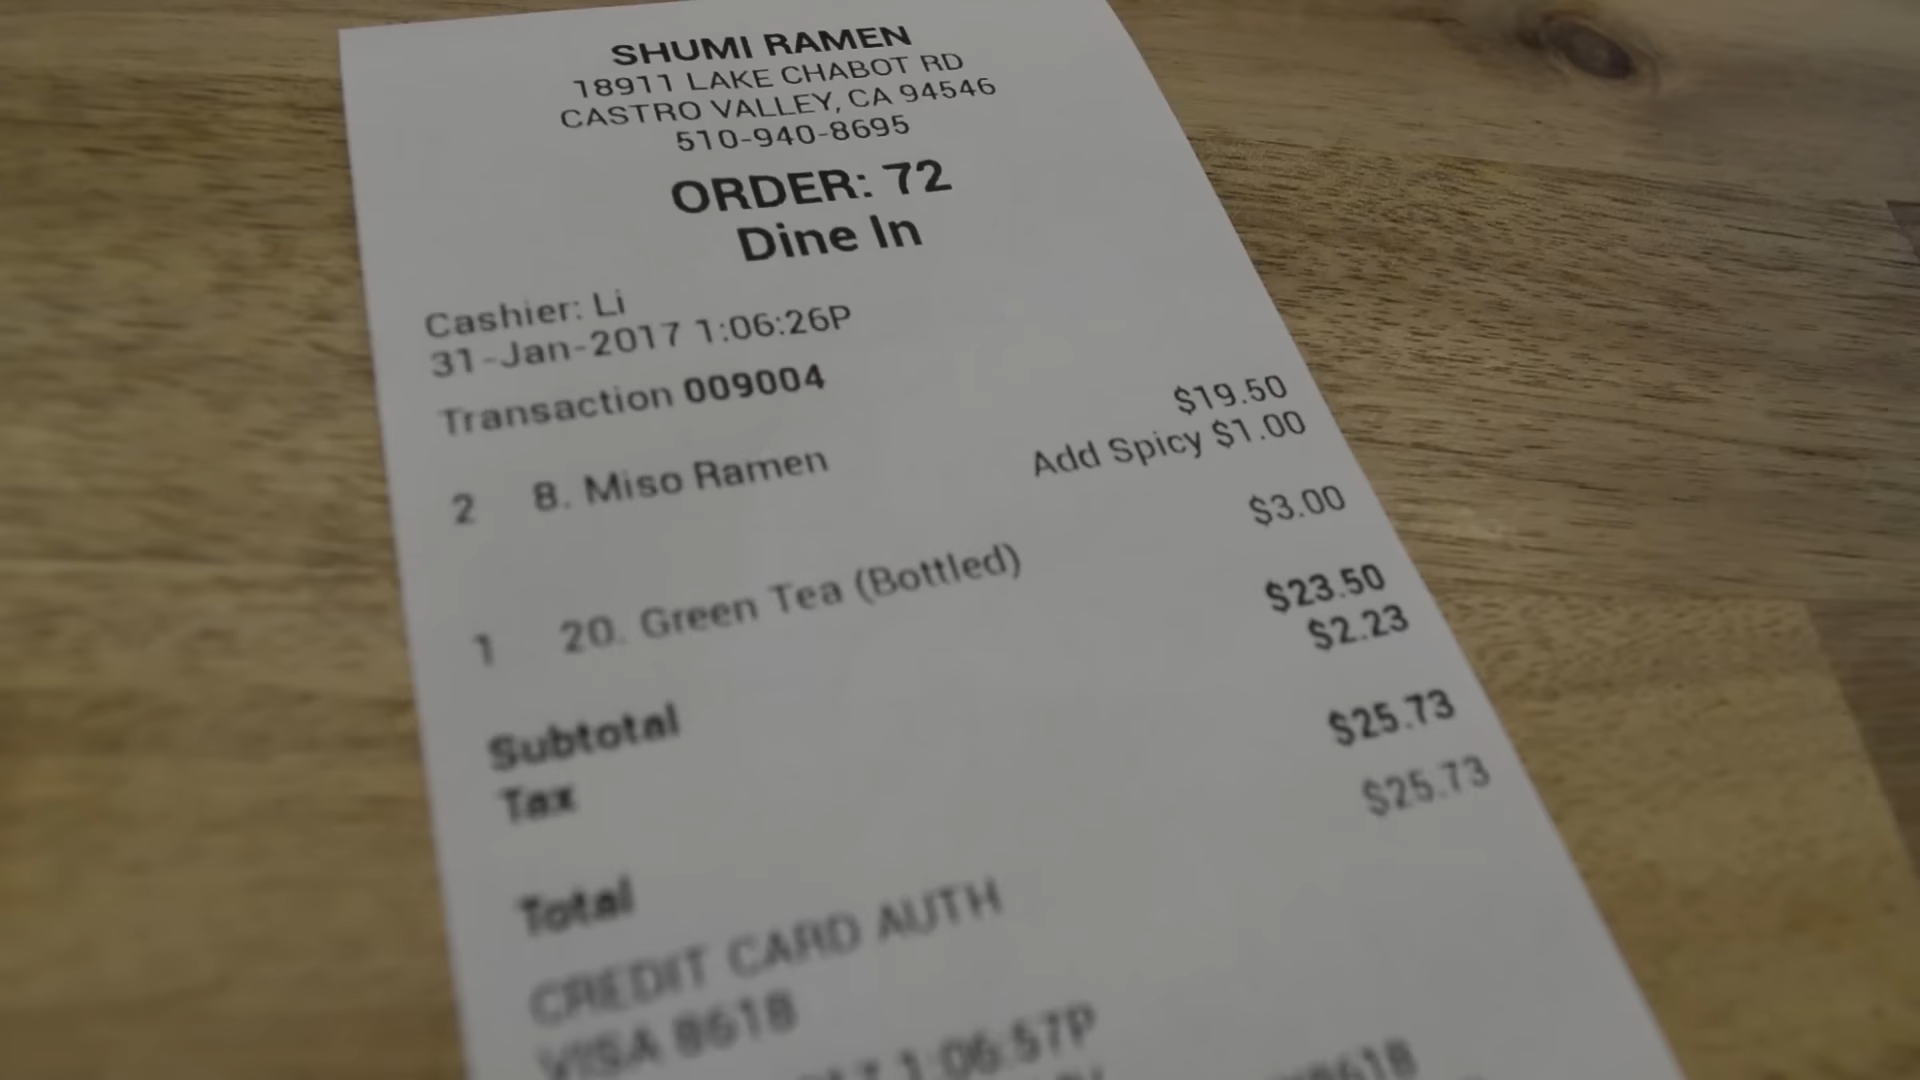 SHUMI RAMEN
18911 LAKE CHABOT RD
CASTRO VALLEY, CA 94546
510-940-8695
ORDER: 72
Dine In
Cashier: Li
31-Jan-2017 1:06:26P
Transaction 009004
2 8. Miso Ramen $19.50
Add Spicy $1.00
1 20. Green Tea (Bottled) $3.00
Subtotal $23.50
Tax $2.23
Total $25.73
CREDIT CARD AUTH $25.73
VISA 8618
1:06:57P